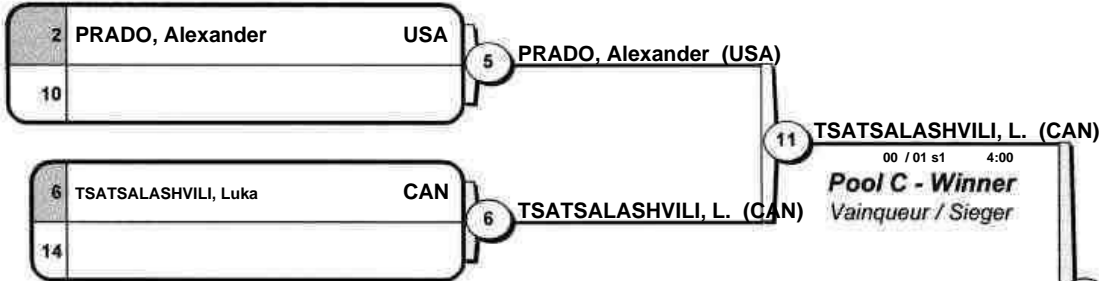 2 PRADO, Alexander USA
10
5 PRADO, Alexander (USA)
6 TSATSALASHVILI, Luka CAN
14
6 TSATSALASHVILI, L. (CAN)
11 TSATSALASHVILI, L. (CAN)
00 / 01 s1 4:00
Pool C - Winner
Vainqueur / Sieger